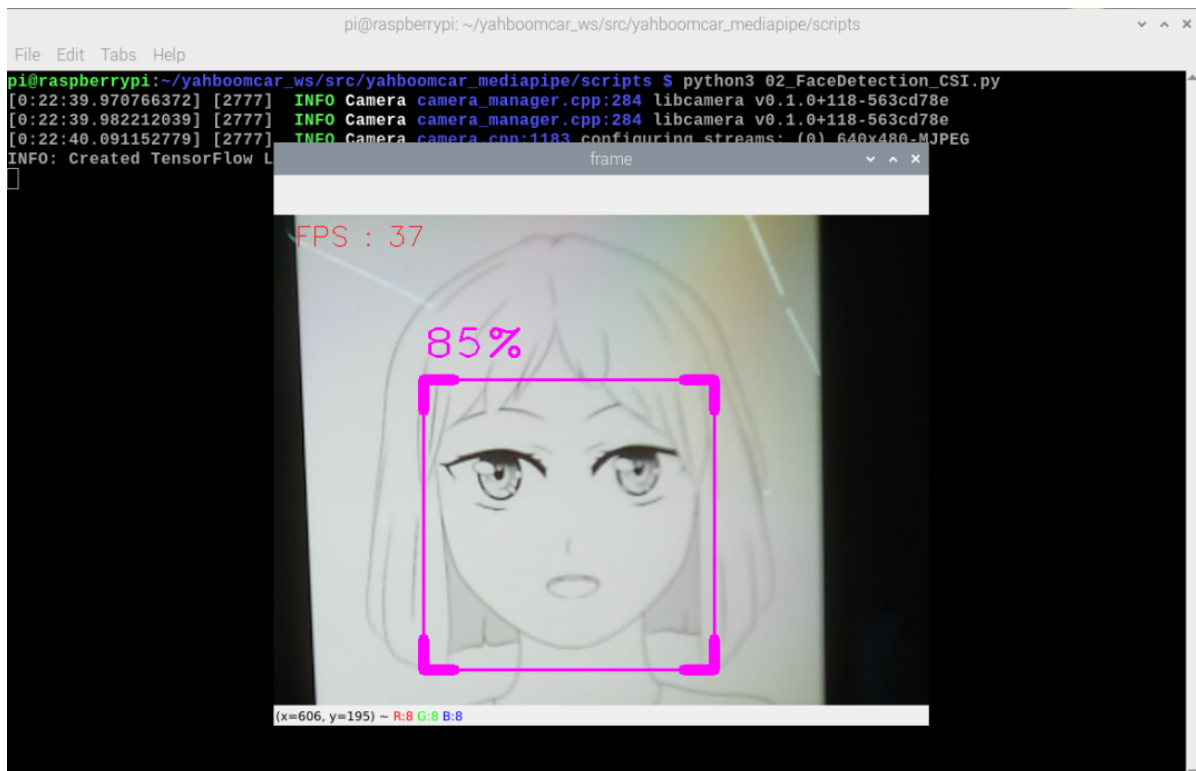 pi@raspberrypi: ~/yahboomcar_ws/src/yahboomcar_mediapipe/scripts
File Edit Tabs Help
pi@raspberrypi:~/yahboomcar_ws/src/yahboomcar_mediapipe/scripts $ python3 02_FaceDetection_CSI.py
[0:22:39.970766372] [2777] INFO Camera camera_manager.cpp:284 libcamera v0.1.0+118-563cd78e
[0:22:39.982212039] [2777] INFO Camera camera_manager.cpp:284 libcamera v0.1.0+118-563cd78e
[0:22:40.091152779] [2777] INFO Camera camera.cpp:1183 configuring streams: (0) 640x480-MJPEG
INFO: Created TensorFlow L
frame
FPS : 37
85%
(x=606, y=195) ~ R:8 G:8 B:8